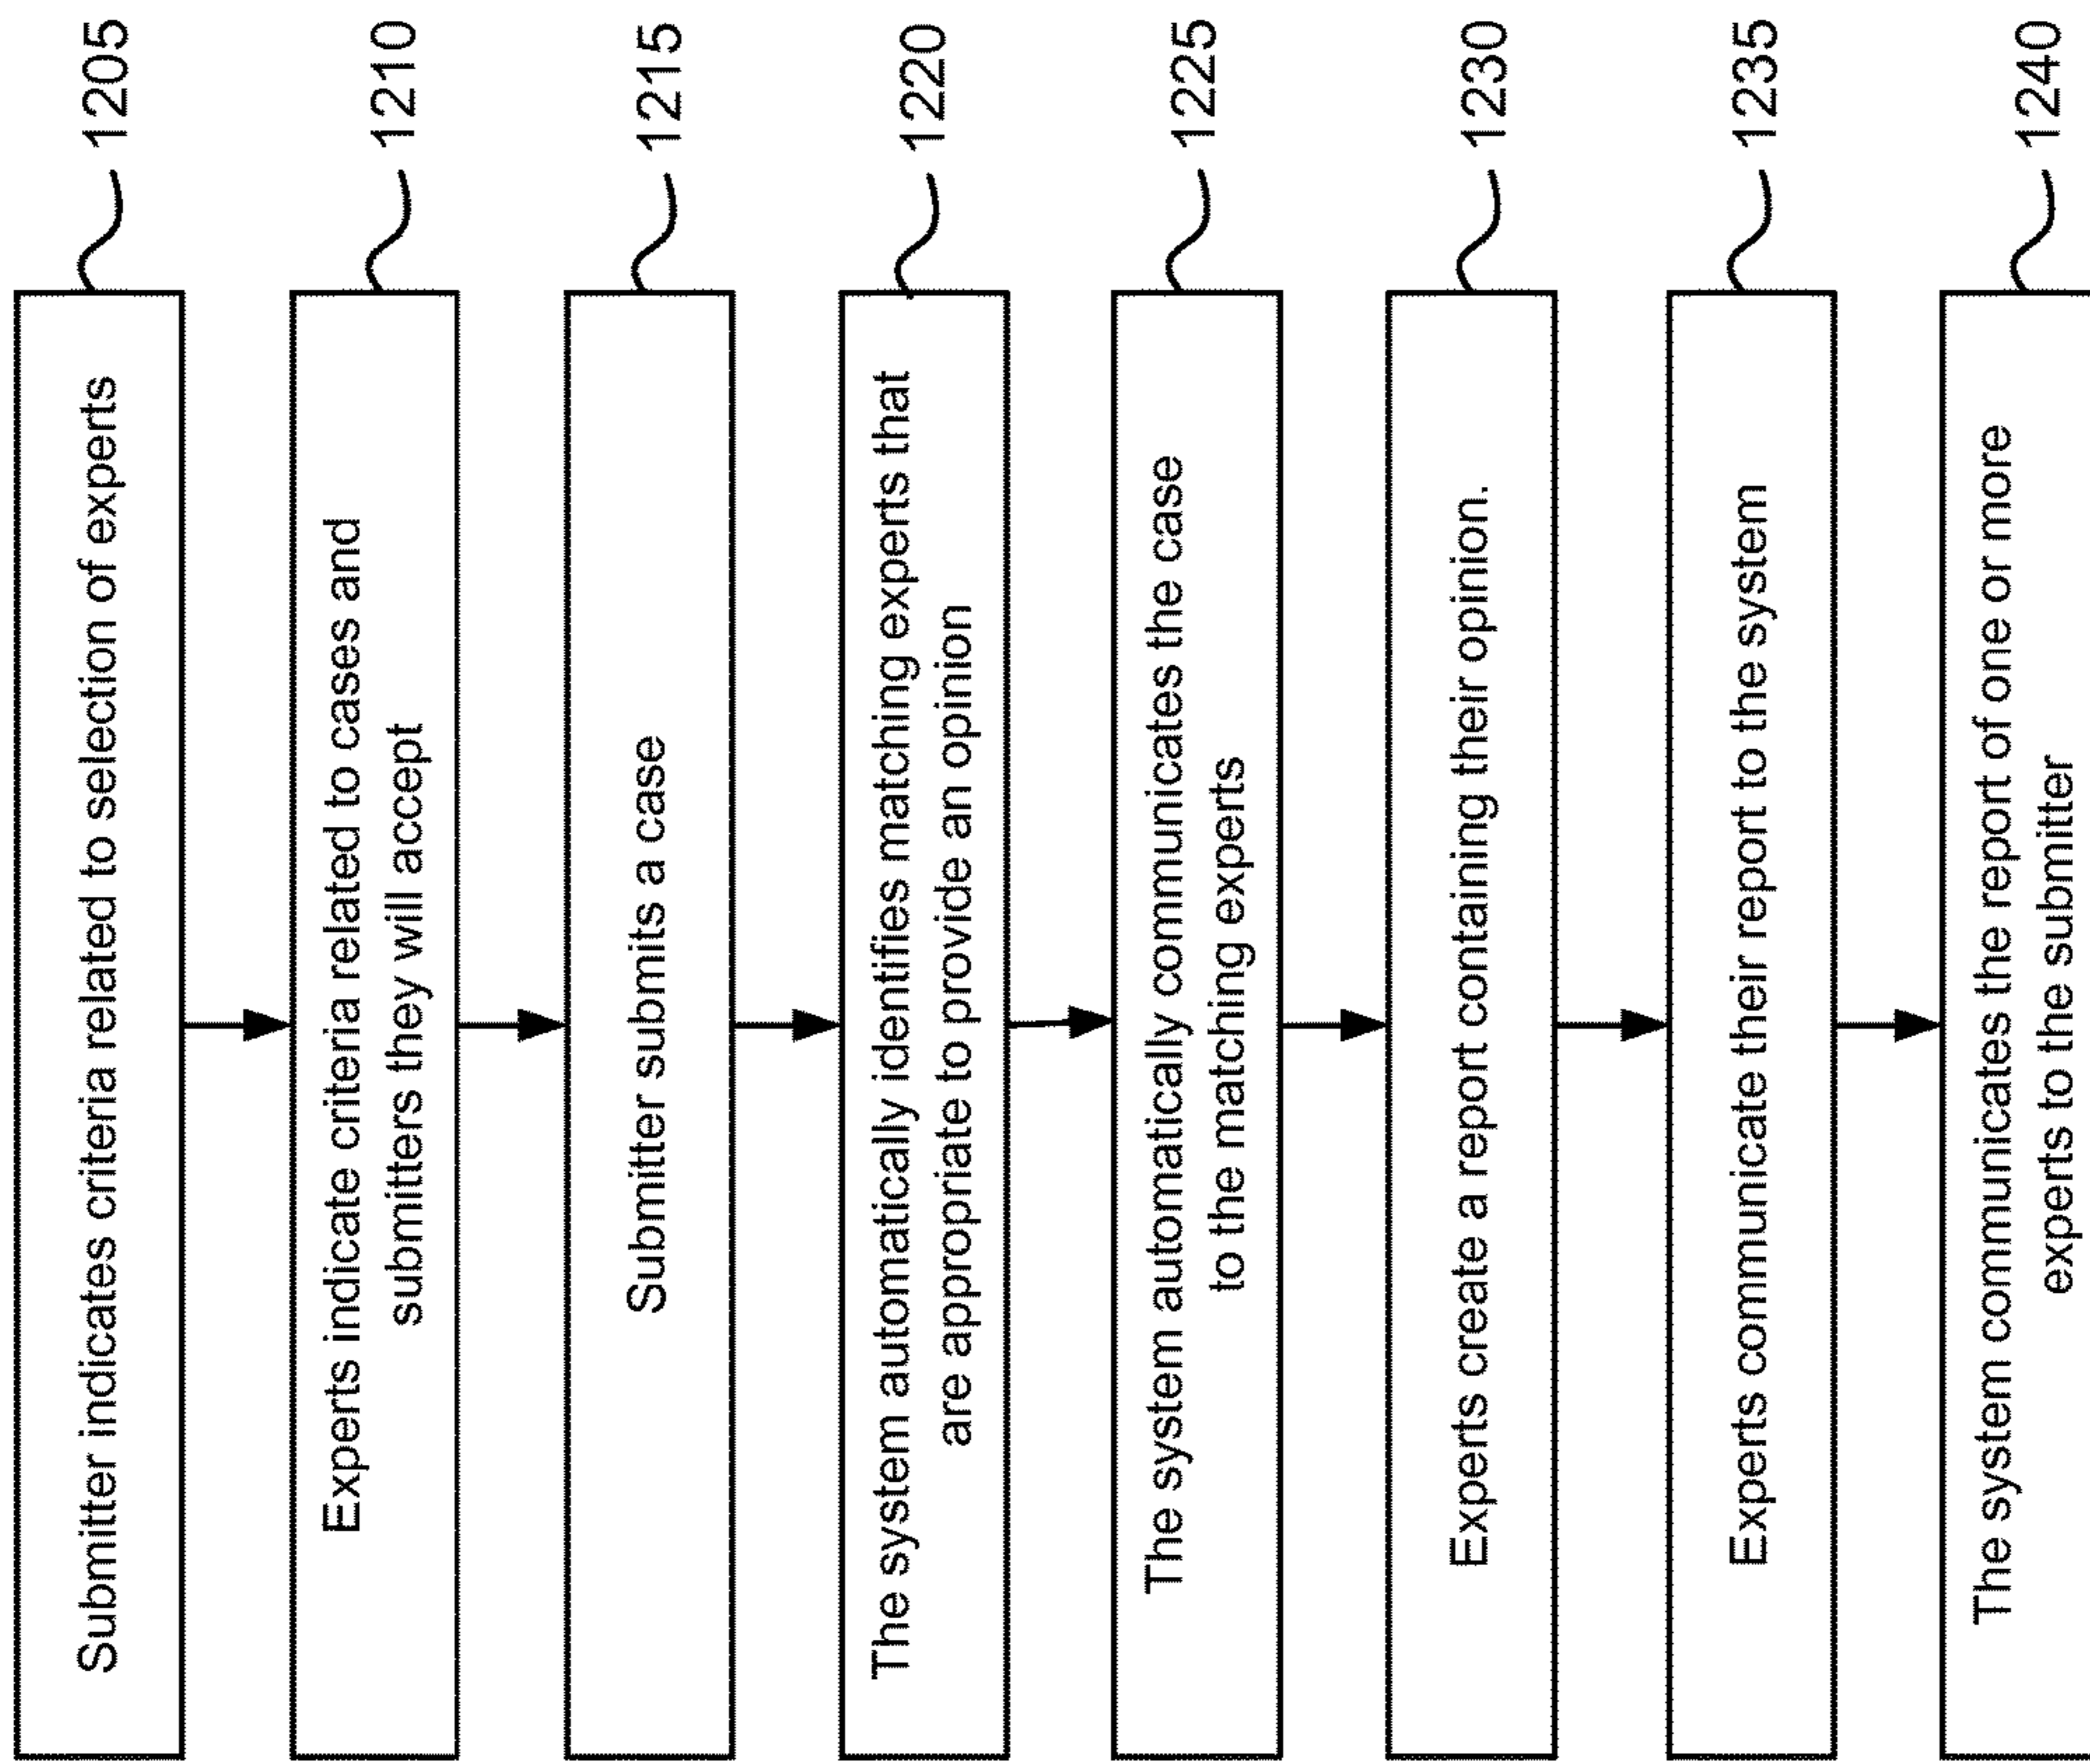 Submitter indicates criteria related to selection of experts
1205
Experts indicate criteria related to cases and
submitters they will accept
1210
Submitter submits a case
1215
The system automatically identifies matching experts that
are appropriate to provide an opinion
1220
The system automatically communicates the case
to the matching experts
1225
Experts create a report containing their opinion.
1230
Experts communicate their report to the system
1235
The system communicates the report of one or more
experts to the submitter
1240